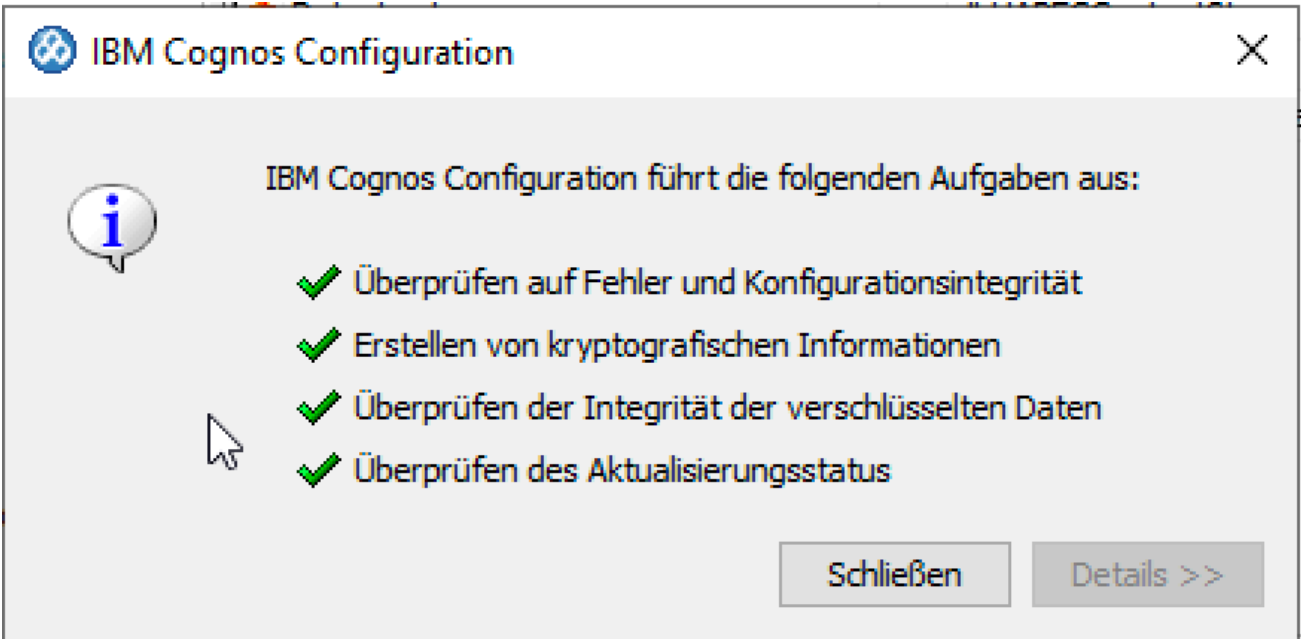 IBM Cognos Configuration
IBM Cognos Configuration führt die folgenden Aufgaben aus:
Überprüfen auf Fehler und Konfigurationsintegrität
Erstellen von kryptografischen Informationen
Überprüfen der Integrität der verschlüsselten Daten
Überprüfen des Aktualisierungsstatus
Schließen
Details >>